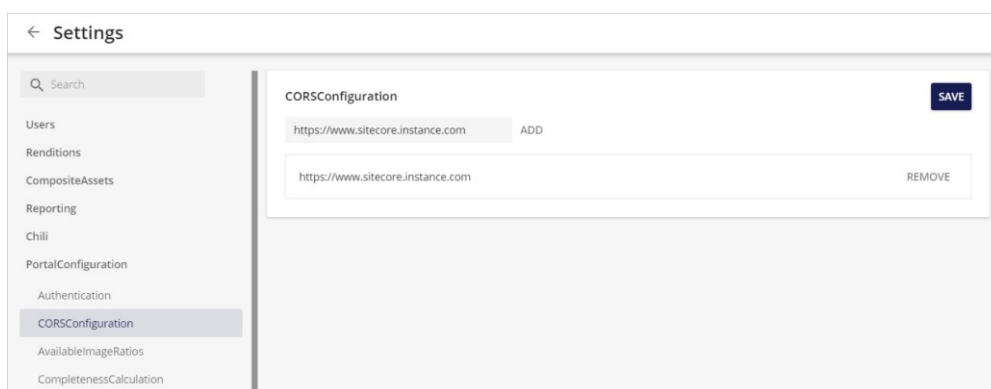 ← Settings
Search
Users
Renditions
CompositeAssets
Reporting
Chili
PortalConfiguration
Authentication
CORSConfiguration
AvailableImageRatios
CompletenessCalculation
CORSConfiguration
SAVE
https://www.sitecore.instance.com ADD
https://www.sitecore.instance.com REMOVE